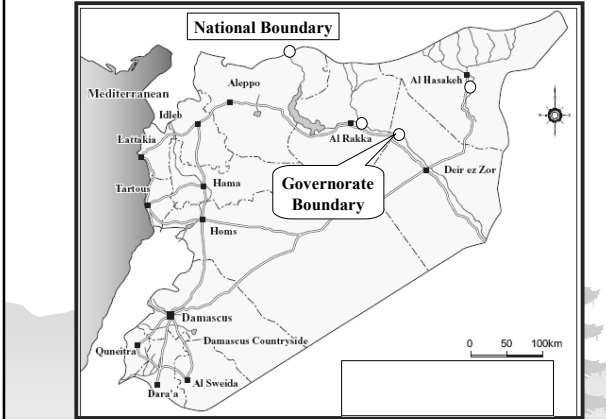 National Boundary
Al Hasakeh
Aleppo
Mediterranean
Idleb
Al Rakka
Lattakia
Deir ez Zor
Governorate
Boundary
Tartous
Hama
Homs
Damascus
Damascus Countryside
Quneitra
Al Sweida
Dara'a
0 50 100km